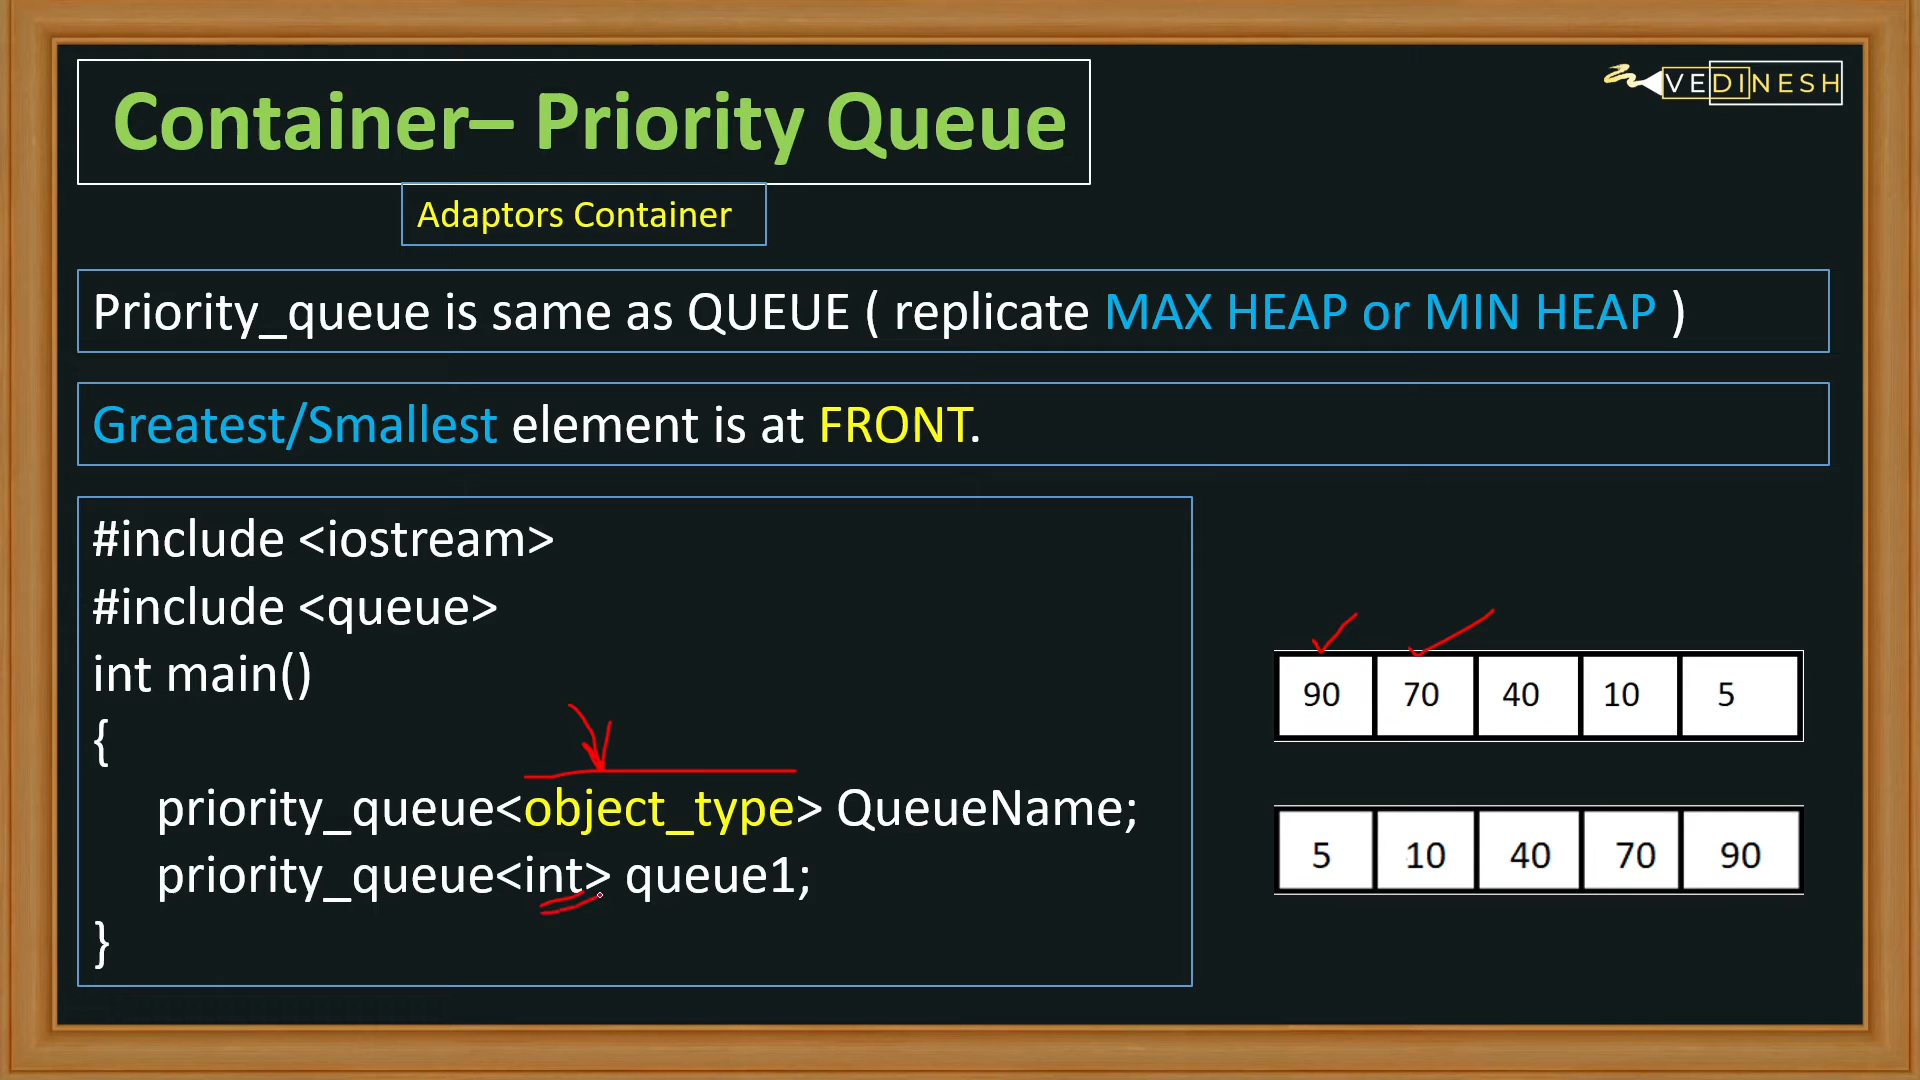 Container– Priority Queue
VEDINESH
Adaptors Container
Priority_queue is same as QUEUE ( replicate MAX HEAP or MIN HEAP )
Greatest/Smallest element is at FRONT.
#include <iostream>
#include <queue>
int main()
{
priority_queue<object_type> QueueName;
priority_queue<int> queue1;
}
90 70 40 10 5
5 10 40 70 90